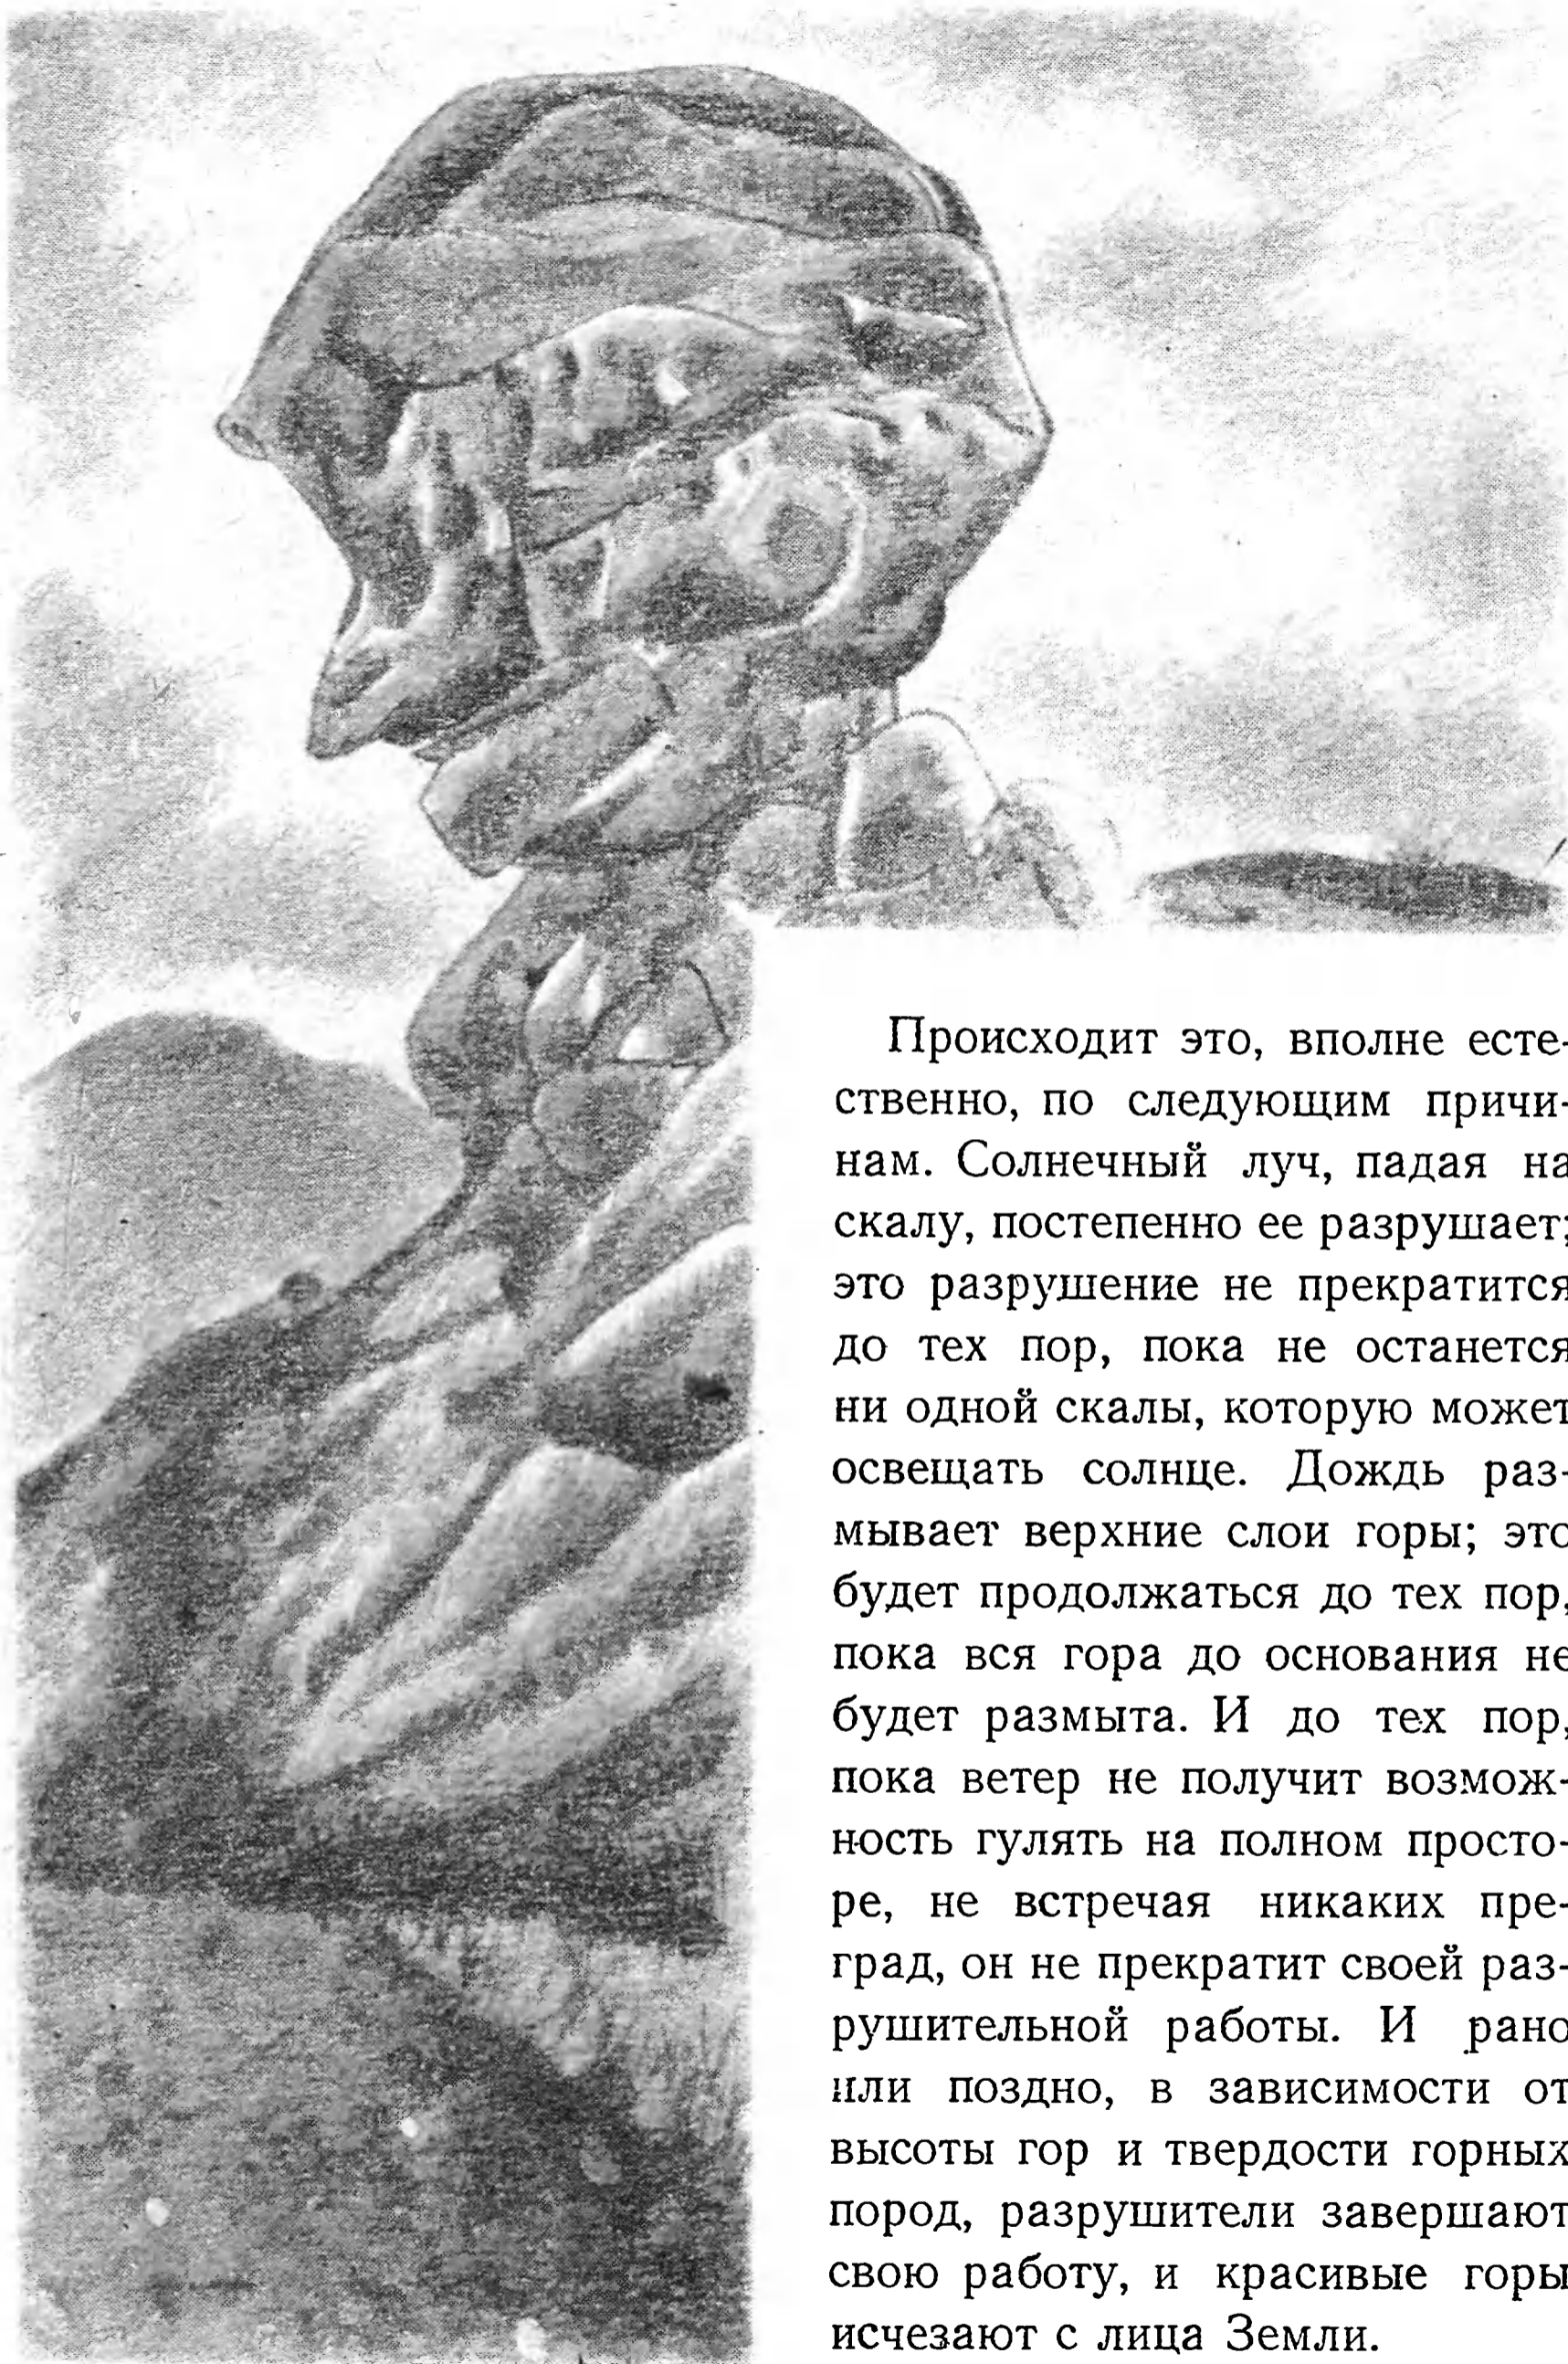 Происходит это, вполне есте-
ственно, по следующим причи-
нам. Солнечный луч, падая на
скалу, постепенно ее разрушает;
это разрушение не прекратится
до тех пор, пока не останется
ни одной скалы, которую может
освещать солнце. Дождь раз-
мывает верхние слои горы; это
будет продолжаться до тех пор,
пока вся гора до основания не
будет размыта. И до тех пор,
пока ветер не получит возмож-
ность гулять на полном просто-
ре, не встречая никаких пре-
град, он не прекратит своей раз-
рушительной работы. И рано
или поздно, в зависимости от
высоты гор и твердости горных
пород, разрушители завершают
свою работу, и красивые горы
исчезают с лица Земли.